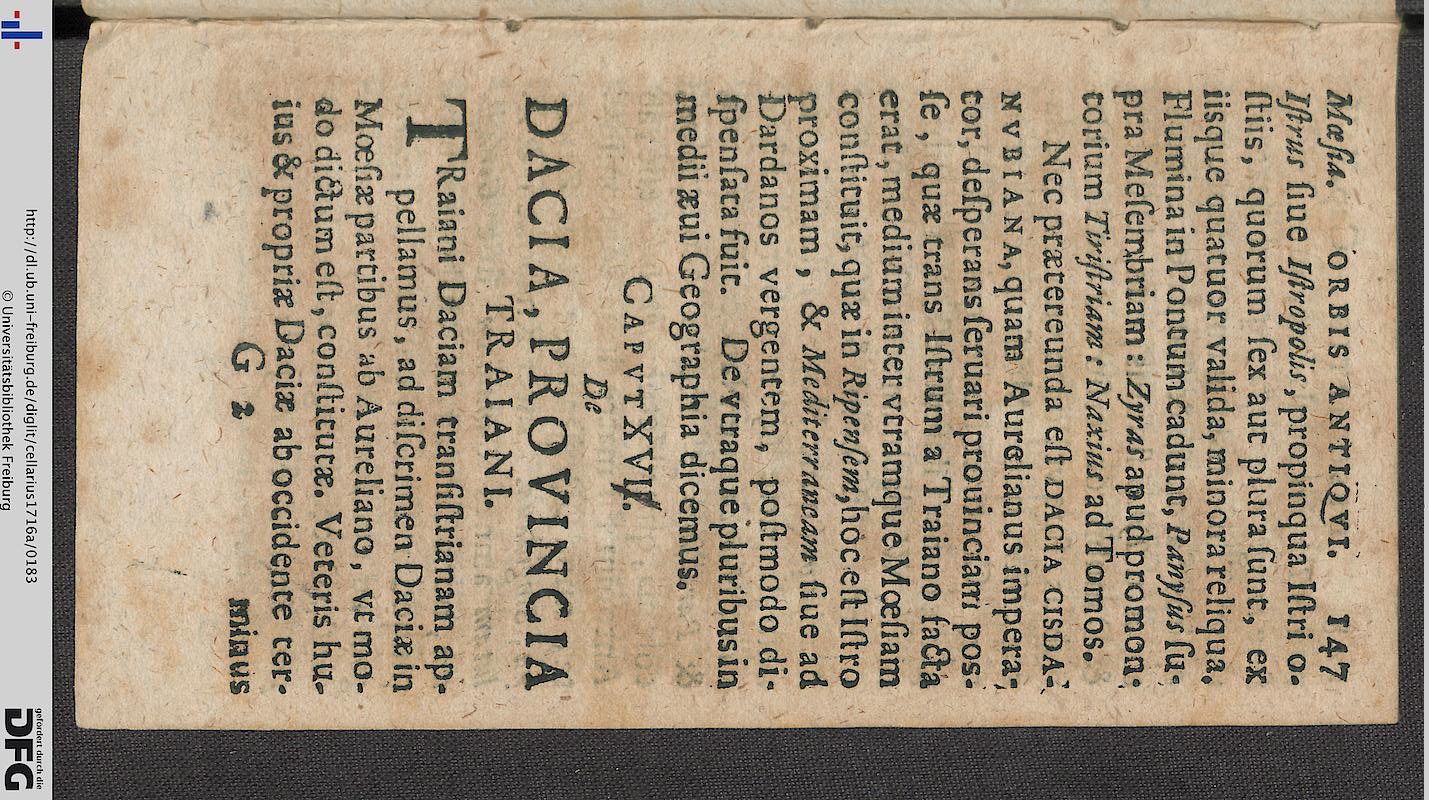 Mœſia. ORBIS ANTIQVI. 147
Iſtrus ſiue Iſtropolis, propinqua Iſtri o-
ſtiis, quorum ſex aut plura ſunt, ex
iisque quatuor valida, minora reliqua.
Flumina in Pontum cadunt, Panyſus ſu-
pra Meſembriam: Zyras apud promon-
torium Tiriſtriam: Naxius ad Tomos.
Nec prætereunda eſt DACIA CISDA-
NVBIANA, quam Aurelianus impera-
tor, deſperans ſeruari prouinciam pos-
ſe, quæ trans Iſtrum a Traiano facta
erat, medium inter vtramque Mœſiam
conſtituit, quæ in Ripenſem, hoc eſt Iſtro
proximam, & Mediterraneam ſiue ad
Dardanos vergentem, poſtmodo di-
ſpenſata fuit. De vtraque pluribus in
medii æui Geographia dicemus.
CAPVT XVII.
De
DACIA, PROVINCIA
TRAIANI.
TRaiani Daciam tranſiſtrianam ap-
pellamus, ad diſcrimen Daciæ in
Moeſiæ partibus ab Aureliano, vt mo-
do dictum eſt, conſtitutæ. Veteris hu-
ius & propriæ Daciæ ab occidente ter-
G 2 minus
http://dl.ub.uni-freiburg.de/diglit/cellarius1716a/0183
© Universitätsbibliothek Freiburg
gefördert durch die
DFG